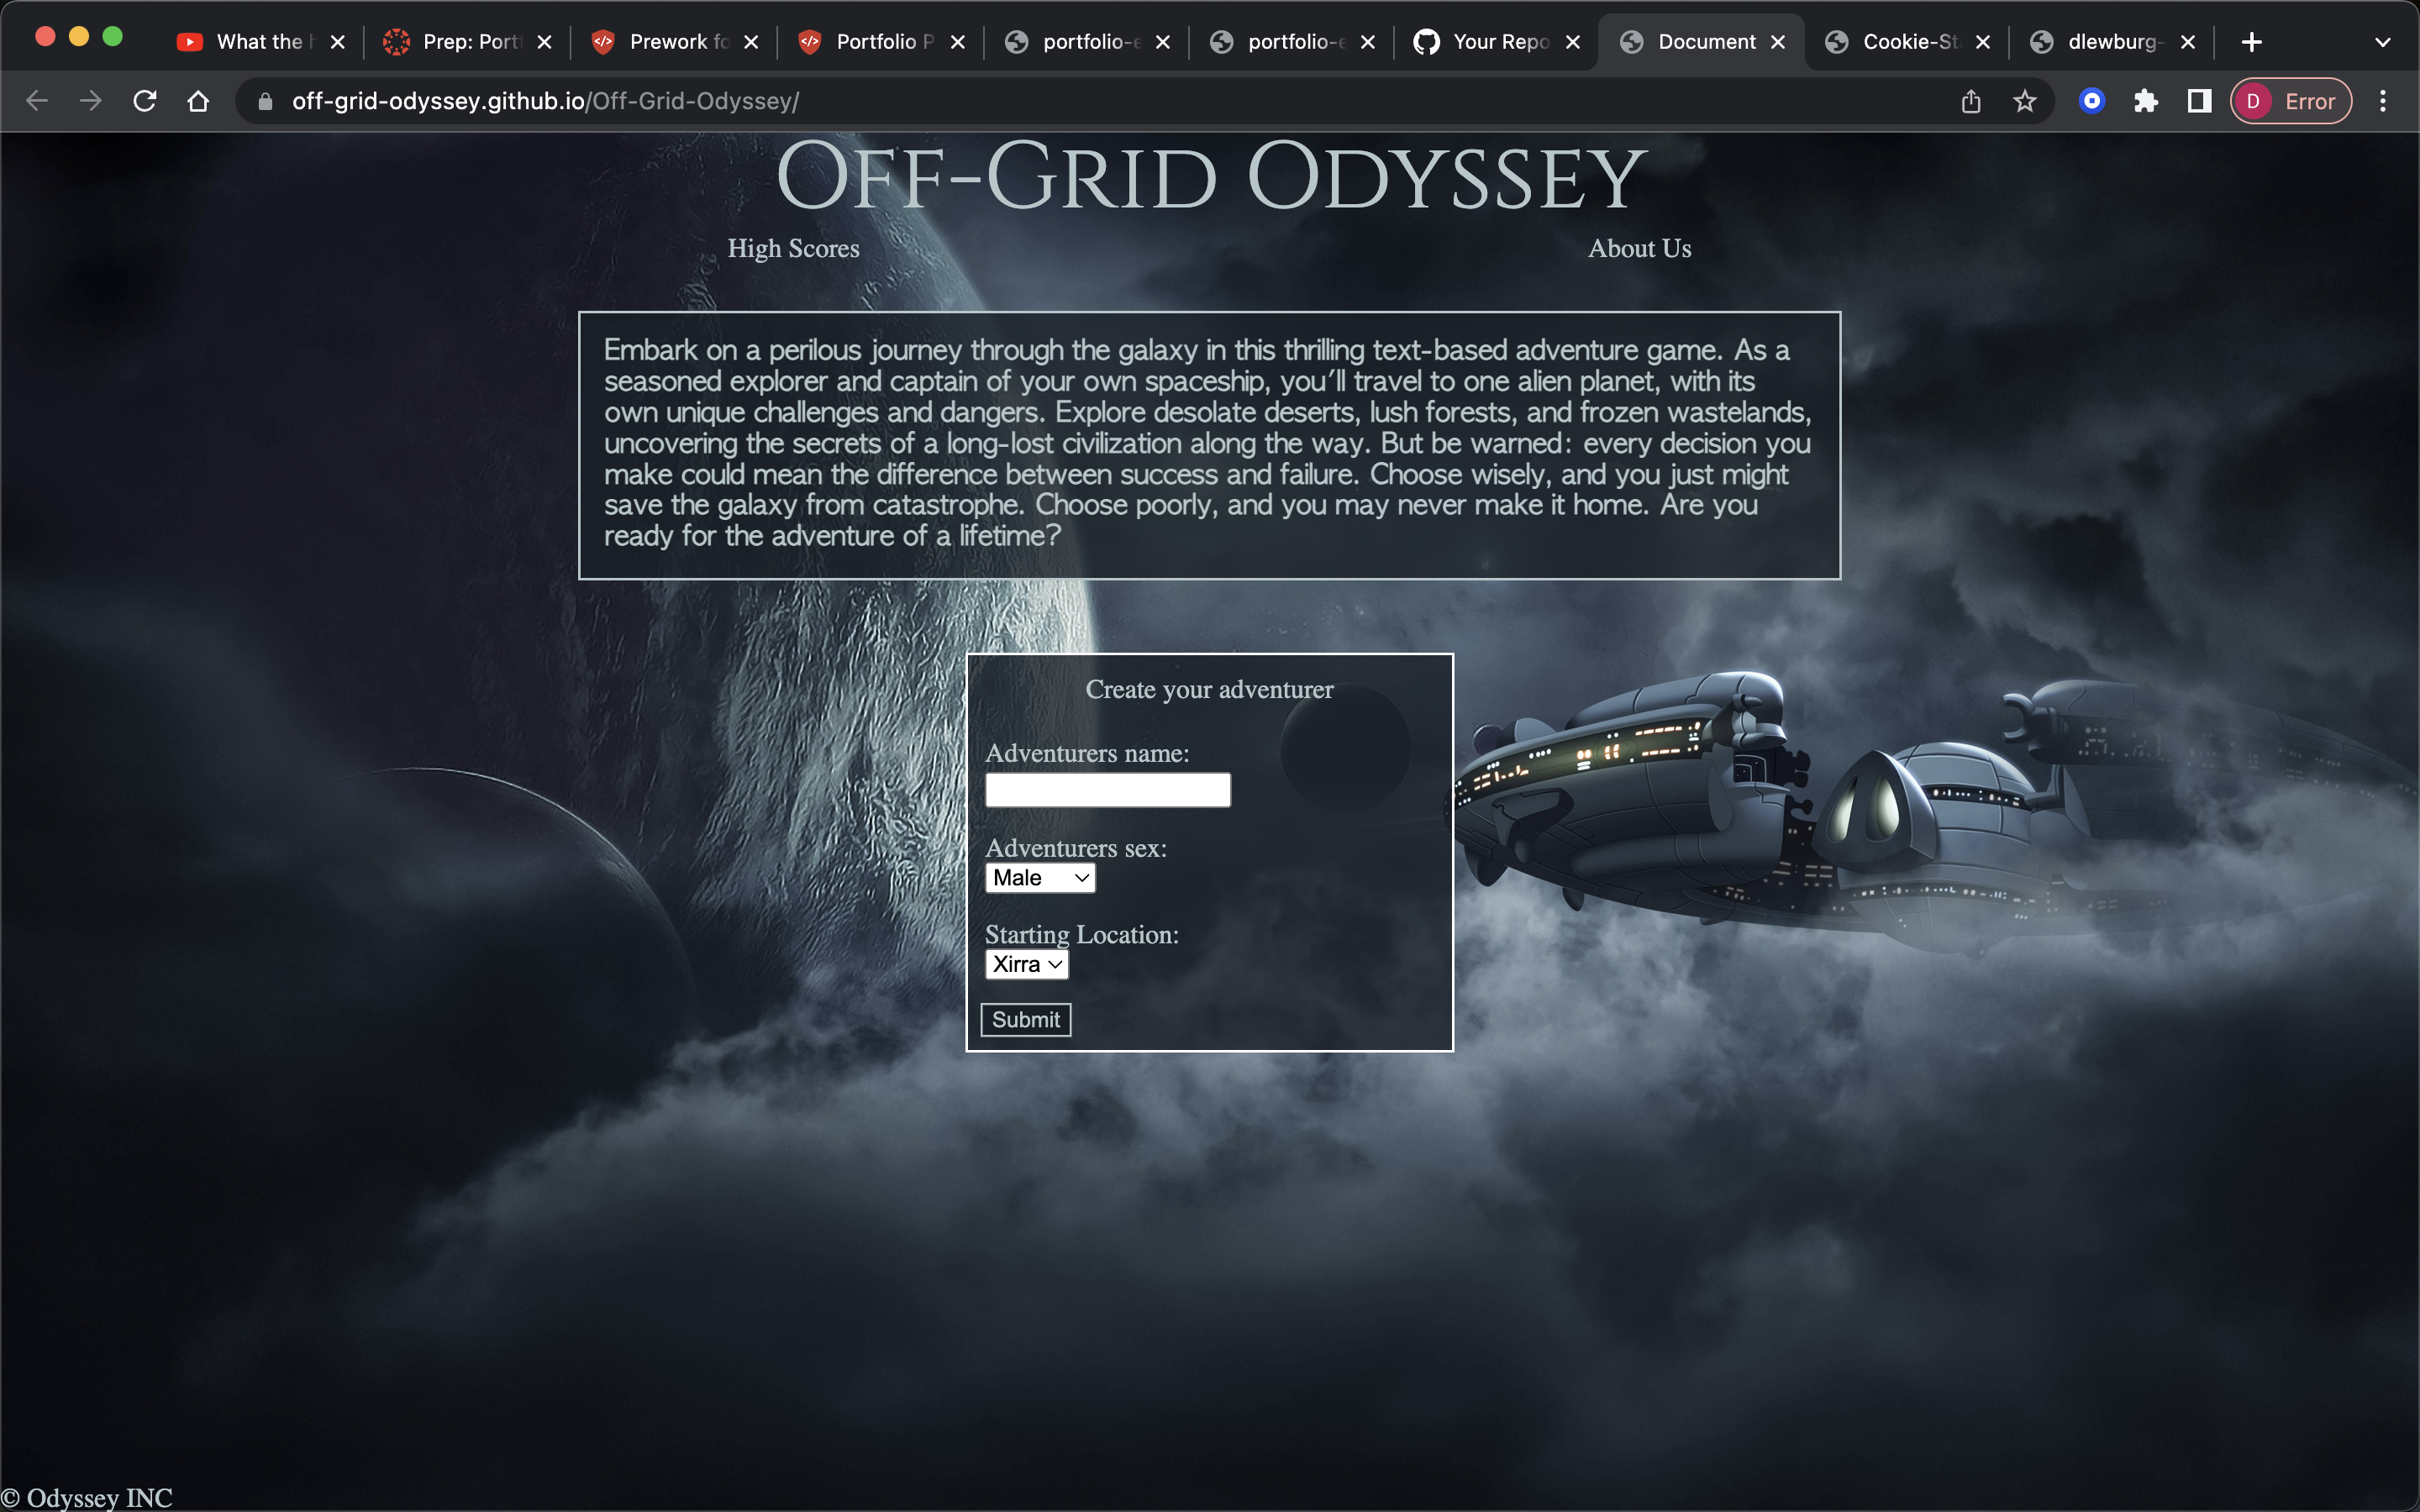 What the
Prep: Port
Prework fo
Portfolio P
portfolio-e
portfolio-e
Your Repo
Document
Cookie-St
dlewburg-
off-grid-odyssey.github.io/Off-Grid-Odyssey/
D Error
Off-Grid Odyssey
High Scores
About Us
Embark on a perilous journey through the galaxy in this thrilling text-based adventure game. As a
seasoned explorer and captain of your own spaceship, you'll travel to one alien planet, with its
own unique challenges and dangers. Explore desolate deserts, lush forests, and frozen wastelands,
uncovering the secrets of a long-lost civilization along the way. But be warned: every decision you
make could mean the difference between success and failure. Choose wisely, and you just might
save the galaxy from catastrophe. Choose poorly, and you may never make it home. Are you
ready for the adventure of a lifetime?
Create your adventurer
Adventurers name:
Adventurers sex:
Male
Starting Location:
Xirra
Submit
© Odyssey INC